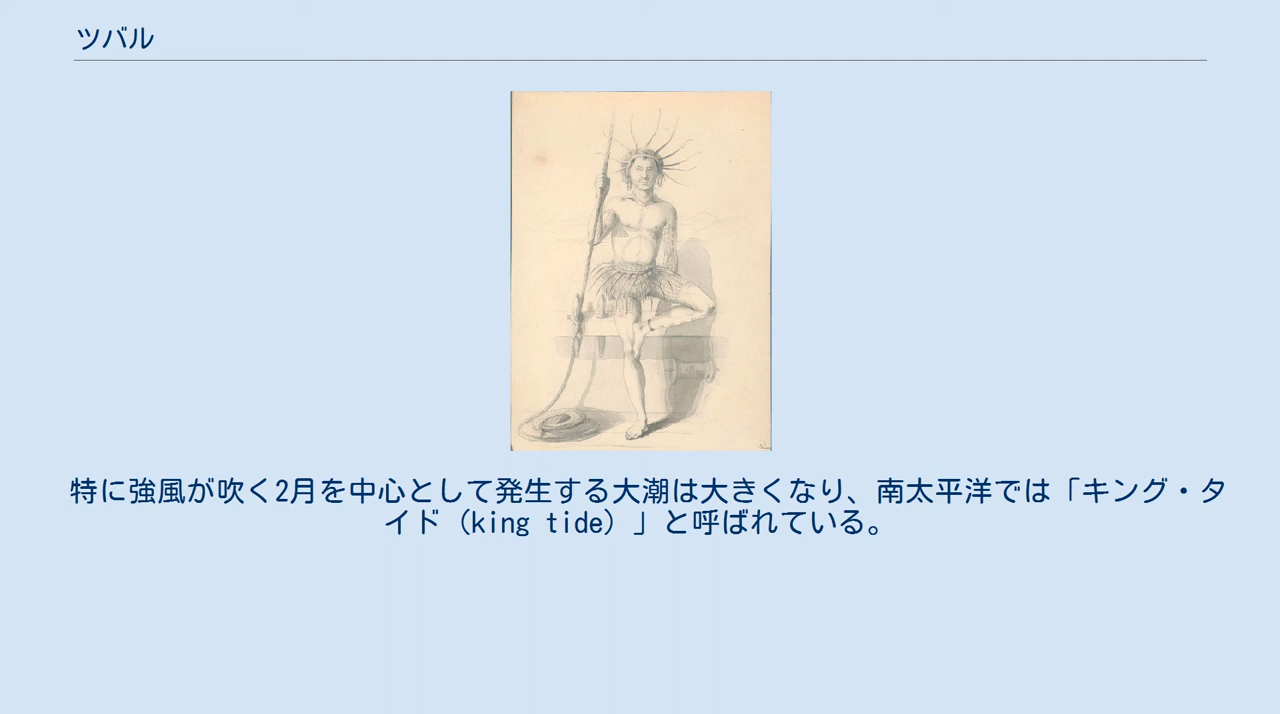 ツバル
特に強風が吹く2月を中心として発生する大潮は大きくなり、南太平洋では「キング・タ
イド（king tide）」と呼ばれている。